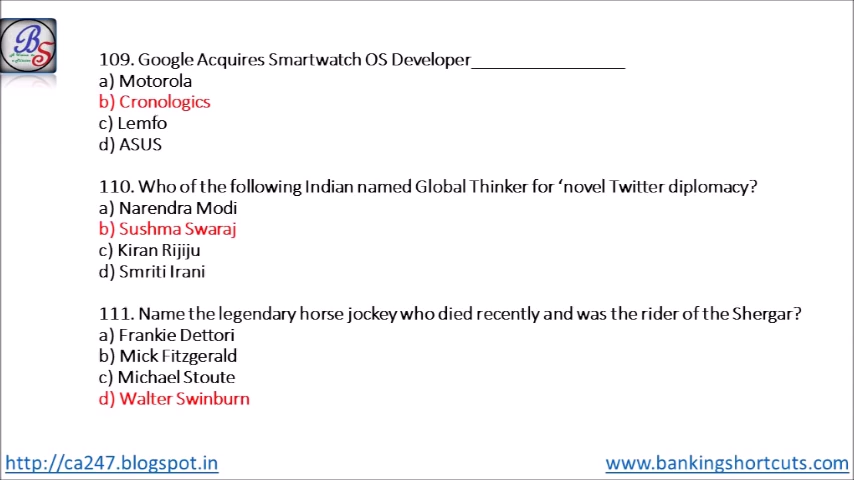 BS
109. Google Acquires Smartwatch OS Developer_________________
a) Motorola
b) Cronologics
c) Lemfo
d) ASUS
110. Who of the following Indian named Global Thinker for ‘novel Twitter diplomacy?
a) Narendra Modi
b) Sushma Swaraj
c) Kiran Rijiju
d) Smriti Irani
111. Name the legendary horse jockey who died recently and was the rider of the Shergar?
a) Frankie Dettori
b) Mick Fitzgerald
c) Michael Stoute
d) Walter Swinburn
http://ca247.blogspot.in
www.bankingshortcuts.com